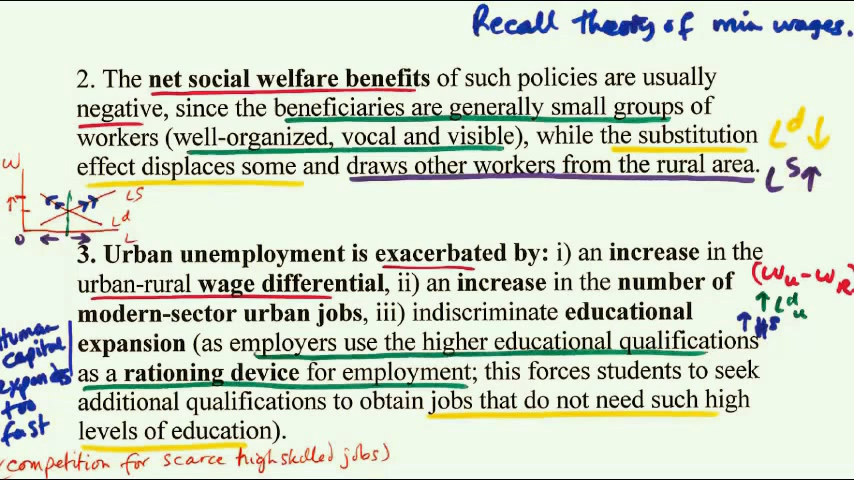 Recall theory of min wages.
2. The net social welfare benefits of such policies are usually
negative, since the beneficiaries are generally small groups of
workers (well-organized, vocal and visible), while the substitution
effect displaces some and draws other workers from the rural area.
L^d ↓
L^S ↑
W
↑
LS
L^d
0
L
3. Urban unemployment is exacerbated by: i) an increase in the
urban-rural wage differential, ii) an increase in the number of
modern-sector urban jobs, iii) indiscriminate educational
expansion (as employers use the higher educational qualifications
as a rationing device for employment; this forces students to seek
additional qualifications to obtain jobs that do not need such high
levels of education).
(Wu - WR)
↑ L^d u
↑
Human
capital
expands
too
fast
(competition for scarce high skilled jobs)